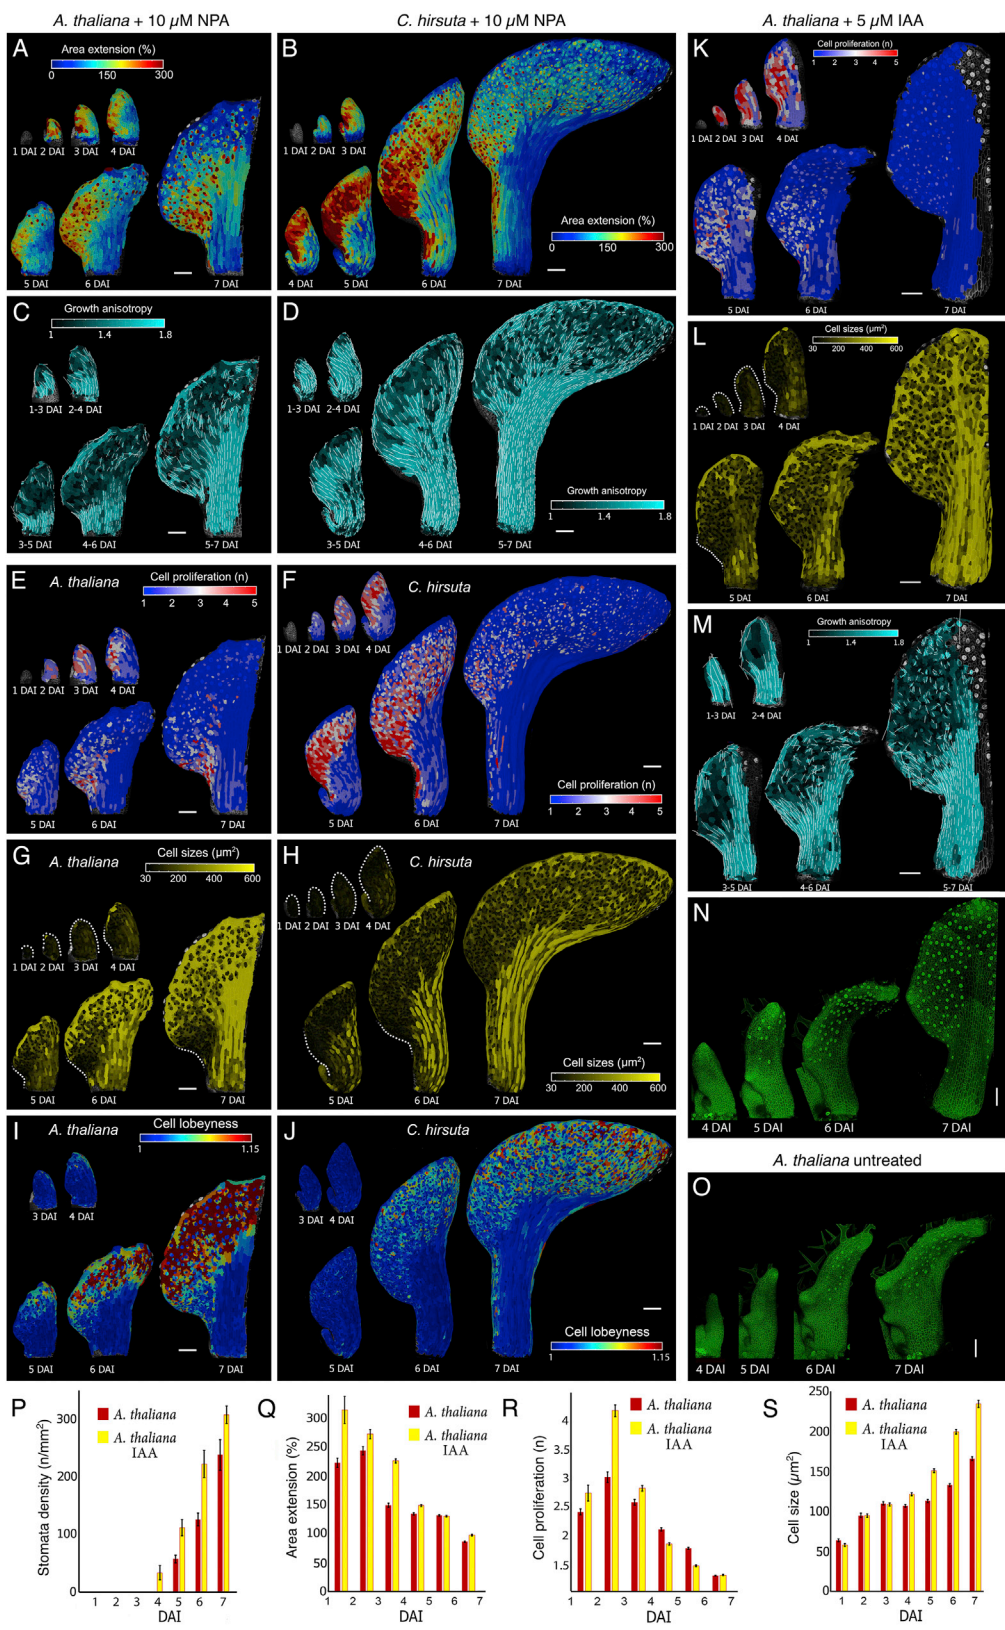 A. thaliana + 10 µM NPA
C. hirsuta + 10 µM NPA
A. thaliana + 5 µM IAA
A
Area extension (%)
0 150 300
1 DAI 2 DAI 3 DAI 4 DAI
5 DAI 6 DAI 7 DAI
B
1 DAI 2 DAI 3 DAI
Area extension (%)
0 150 300
4 DAI 5 DAI 6 DAI 7 DAI
K
Cell proliferation (n)
1 2 3 4 5
1 DAI 2 DAI 3 DAI 4 DAI
5 DAI 6 DAI 7 DAI
C
Growth anisotropy
1 1.4 1.8
1-3 DAI 2-4 DAI
3-5 DAI 4-6 DAI 5-7 DAI
D
1-3 DAI 2-4 DAI
Growth anisotropy
1 1.4 1.8
3-5 DAI 4-6 DAI 5-7 DAI
L
Cell sizes (µm²)
30 200 400 600
1 DAI 2 DAI 3 DAI 4 DAI
5 DAI 6 DAI 7 DAI
E
A. thaliana
Cell proliferation (n)
1 2 3 4 5
1 DAI 2 DAI 3 DAI 4 DAI
5 DAI 6 DAI 7 DAI
F
C. hirsuta
1 DAI 2 DAI 3 DAI 4 DAI
Cell proliferation (n)
1 2 3 4 5
5 DAI 6 DAI 7 DAI
M
Growth anisotropy
1 1.4 1.8
1-3 DAI 2-4 DAI
3-5 DAI 4-6 DAI 5-7 DAI
G
A. thaliana
Cell sizes (µm²)
30 200 400 600
1 DAI 2 DAI 3 DAI 4 DAI
5 DAI 6 DAI 7 DAI
H
C. hirsuta
1 DAI 2 DAI 3 DAI 4 DAI
Cell sizes (µm²)
30 200 400 600
5 DAI 6 DAI 7 DAI
N
4 DAI 5 DAI 6 DAI 7 DAI
I
A. thaliana
Cell lobeyness
1 1.15
3 DAI 4 DAI
5 DAI 6 DAI 7 DAI
J
C. hirsuta
3 DAI 4 DAI
Cell lobeyness
1 1.15
5 DAI 6 DAI 7 DAI
A. thaliana untreated
O
4 DAI 5 DAI 6 DAI 7 DAI
P
Stomata density (n/mm²)
300
200
100
0
A. thaliana
A. thaliana
IAA
1 2 3 4 5 6 7
DAI
Q
Area extension (%)
300
250
200
150
100
50
0
A. thaliana
A. thaliana
IAA
1 2 3 4 5 6 7
DAI
R
Cell proliferation (n)
4
3.5
3
2.5
2
1.5
A. thaliana
A. thaliana
IAA
1 2 3 4 5 6 7
DAI
S
Cell size (µm²)
250
200
150
100
50
0
A. thaliana
A. thaliana
IAA
1 2 3 4 5 6 7
DAI